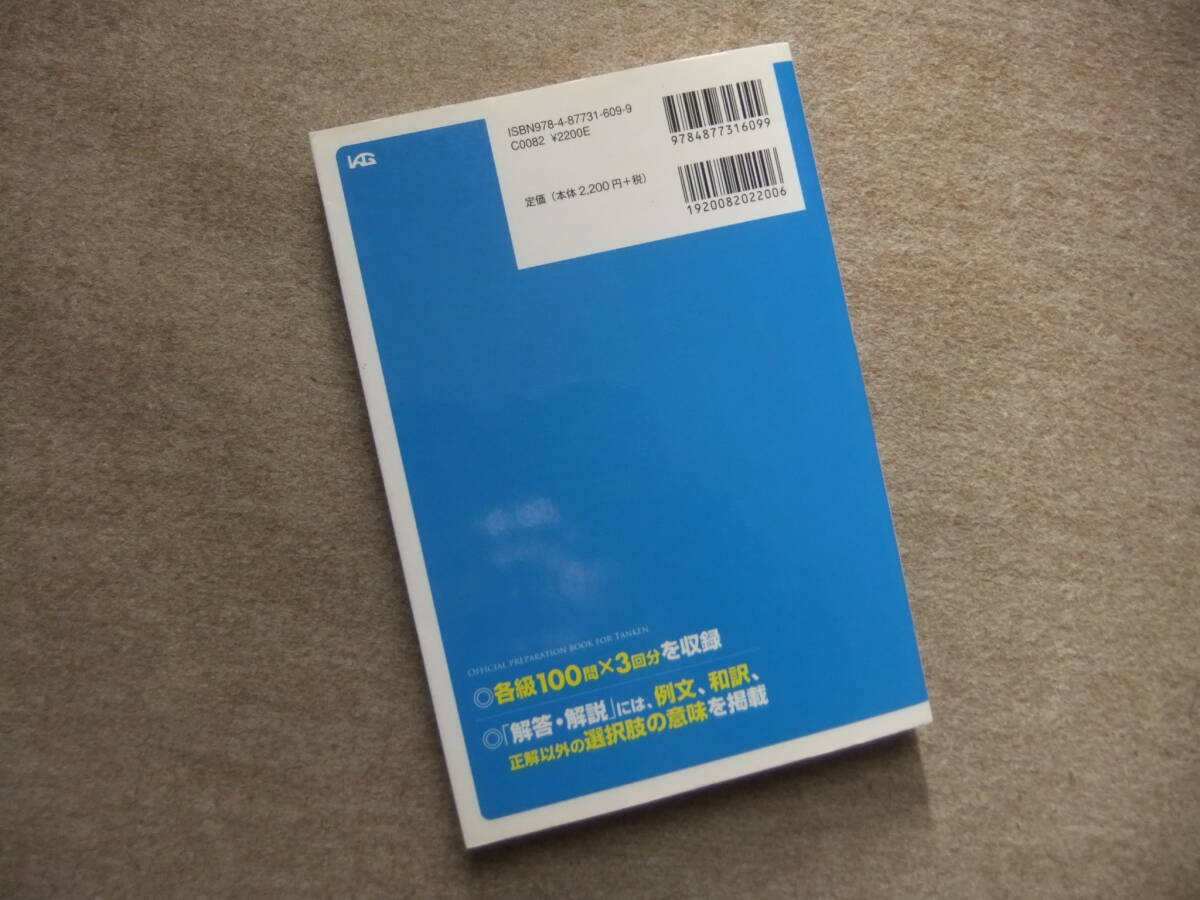 IAG
ISBN978-4-87731-609-9
C0082 ¥2200E
定価（本体2,200円＋税）
9784877316099
1920082022006
OFFICIAL PREPARATION BOOK FOR TANKEN
◎各級100問×3回分を収録
◎「解答・解説」には、例文、和訳、
正解以外の選択肢の意味を掲載